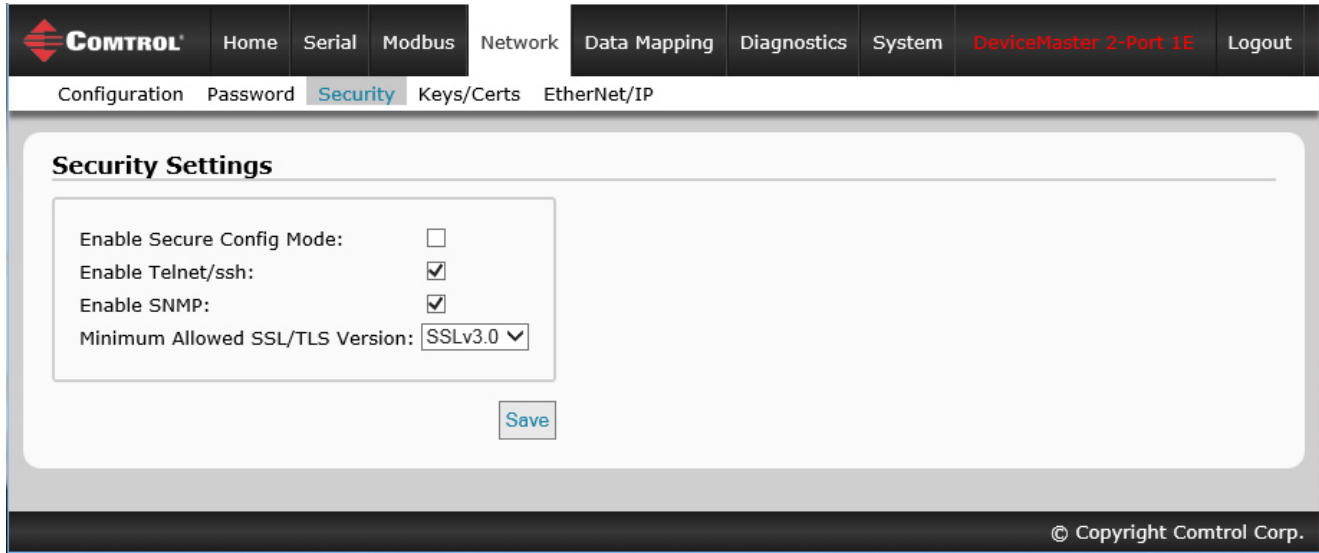 COMTROL Home Serial Modbus Network Data Mapping Diagnostics System DeviceMaster 2-Port 1E Logout
Configuration Password Security Keys/Certs EtherNet/IP
Security Settings
Enable Secure Config Mode:
Enable Telnet/ssh:
Enable SNMP:
Minimum Allowed SSL/TLS Version: SSLv3.0
Save
© Copyright Comtrol Corp.